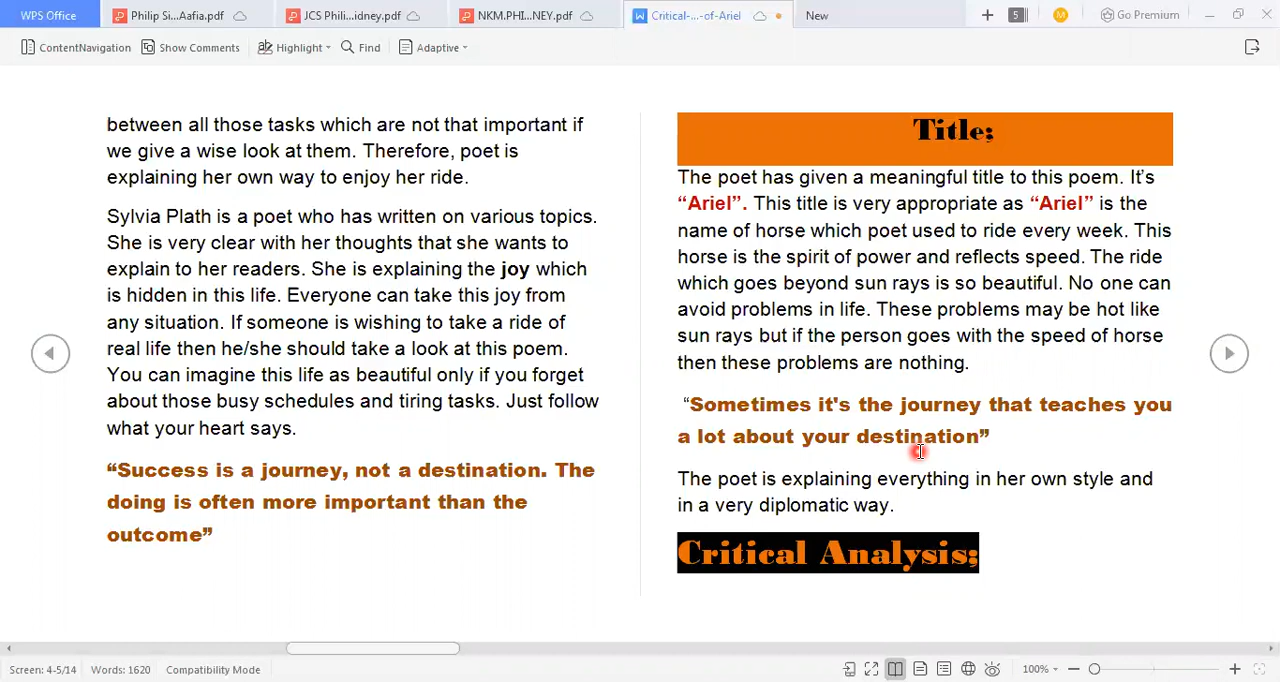 WPS Office
Philip Si...Aafia.pdf
JCS Phili...idney.pdf
NKM.PHI...NEY.pdf
Critical-...-of-Ariel
New
5
M
Go Premium
ContentNavigation
Show Comments
Highlight
Find
Adaptive
between all those tasks which are not that important if
we give a wise look at them. Therefore, poet is
explaining her own way to enjoy her ride.
Sylvia Plath is a poet who has written on various topics.
She is very clear with her thoughts that she wants to
explain to her readers. She is explaining the joy which
is hidden in this life. Everyone can take this joy from
any situation. If someone is wishing to take a ride of
real life then he/she should take a look at this poem.
You can imagine this life as beautiful only if you forget
about those busy schedules and tiring tasks. Just follow
what your heart says.
“Success is a journey, not a destination. The
doing is often more important than the
outcome”
Title;
The poet has given a meaningful title to this poem. It’s
“Ariel”. This title is very appropriate as “Ariel” is the
name of horse which poet used to ride every week. This
horse is the spirit of power and reflects speed. The ride
which goes beyond sun rays is so beautiful. No one can
avoid problems in life. These problems may be hot like
sun rays but if the person goes with the speed of horse
then these problems are nothing.
“Sometimes it's the journey that teaches you
a lot about your destination”
The poet is explaining everything in her own style and
in a very diplomatic way.
Critical Analysis;
Screen: 4-5/14
Words: 1620
Compatibility Mode
100%